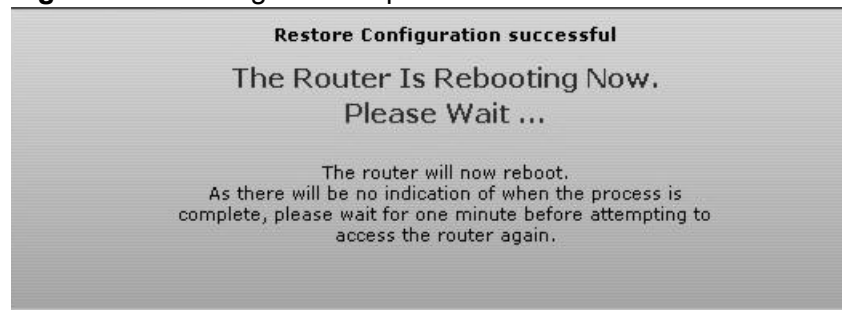 Restore Configuration successful
The Router Is Rebooting Now.
Please Wait ...
The router will now reboot.
As there will be no indication of when the process is
complete, please wait for one minute before attempting to
access the router again.